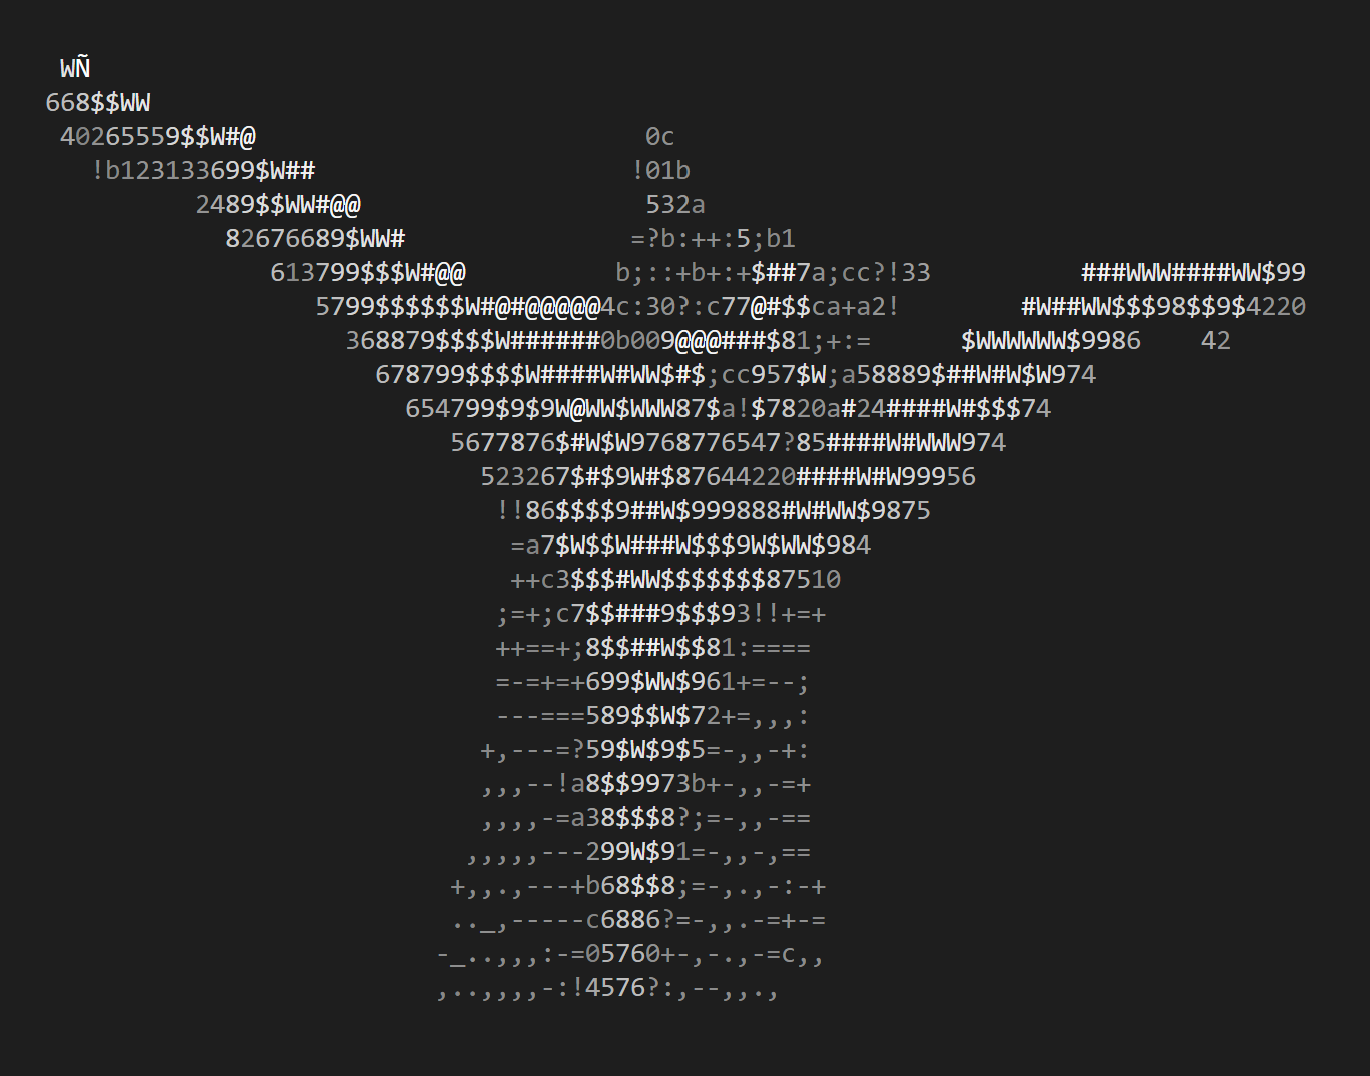 WÑ
668$$WW
40265559$$W#@ 0c
!b123133699$W## !01b
2489$$WW#@@ 532a
82676689$WW# =?b:++:5;b1
613799$$$W#@@ b;::+b+:+$##7a;cc?!33 ###WWW####WW$99
5799$$$$$$W#@#@@@@@4c:30?:c77@#$$ca+a2! #W##WW$$$98$$9$4220
368879$$$$W######0b009@@@###$81;+:= $WWWWWW$9986 42
678799$$$$W####W#WW$#$;cc957$W;a58889$##W#W$W974
654799$9$9W@WW$WWW87$a!$7820a#24####W#$$$74
5677876$#W$W9768776547?85####W#WWW974
523267$#$9W#$87644220####W#W99956
!!86$$$$9##W$999888#W#WW$9875
=a7$W$$W###W$$$9W$WW$984
++c3$$$#WW$$$$$$$87510
;=+;c7$$###9$$$93!!+=+
++==+;8$$##W$$81:====
=-=+=+699$WW$961+=--;
---===589$$W$72+=,,,:
+,---=?59$W$9$5=-,,-+:
,,,--!a8$$9973b+-,,-=+
,,,,-=a38$$$8?;=-,,-==
,,,,,---299W$91=-,,-,==
+,,.,---+b68$$8;=-,.,-:-+
.._,-----c6886?=-,,.-=+-=
-_..,,,:-=05760+-,-.,-=c,,
,..,,,,-:!4576?:,--,,.,